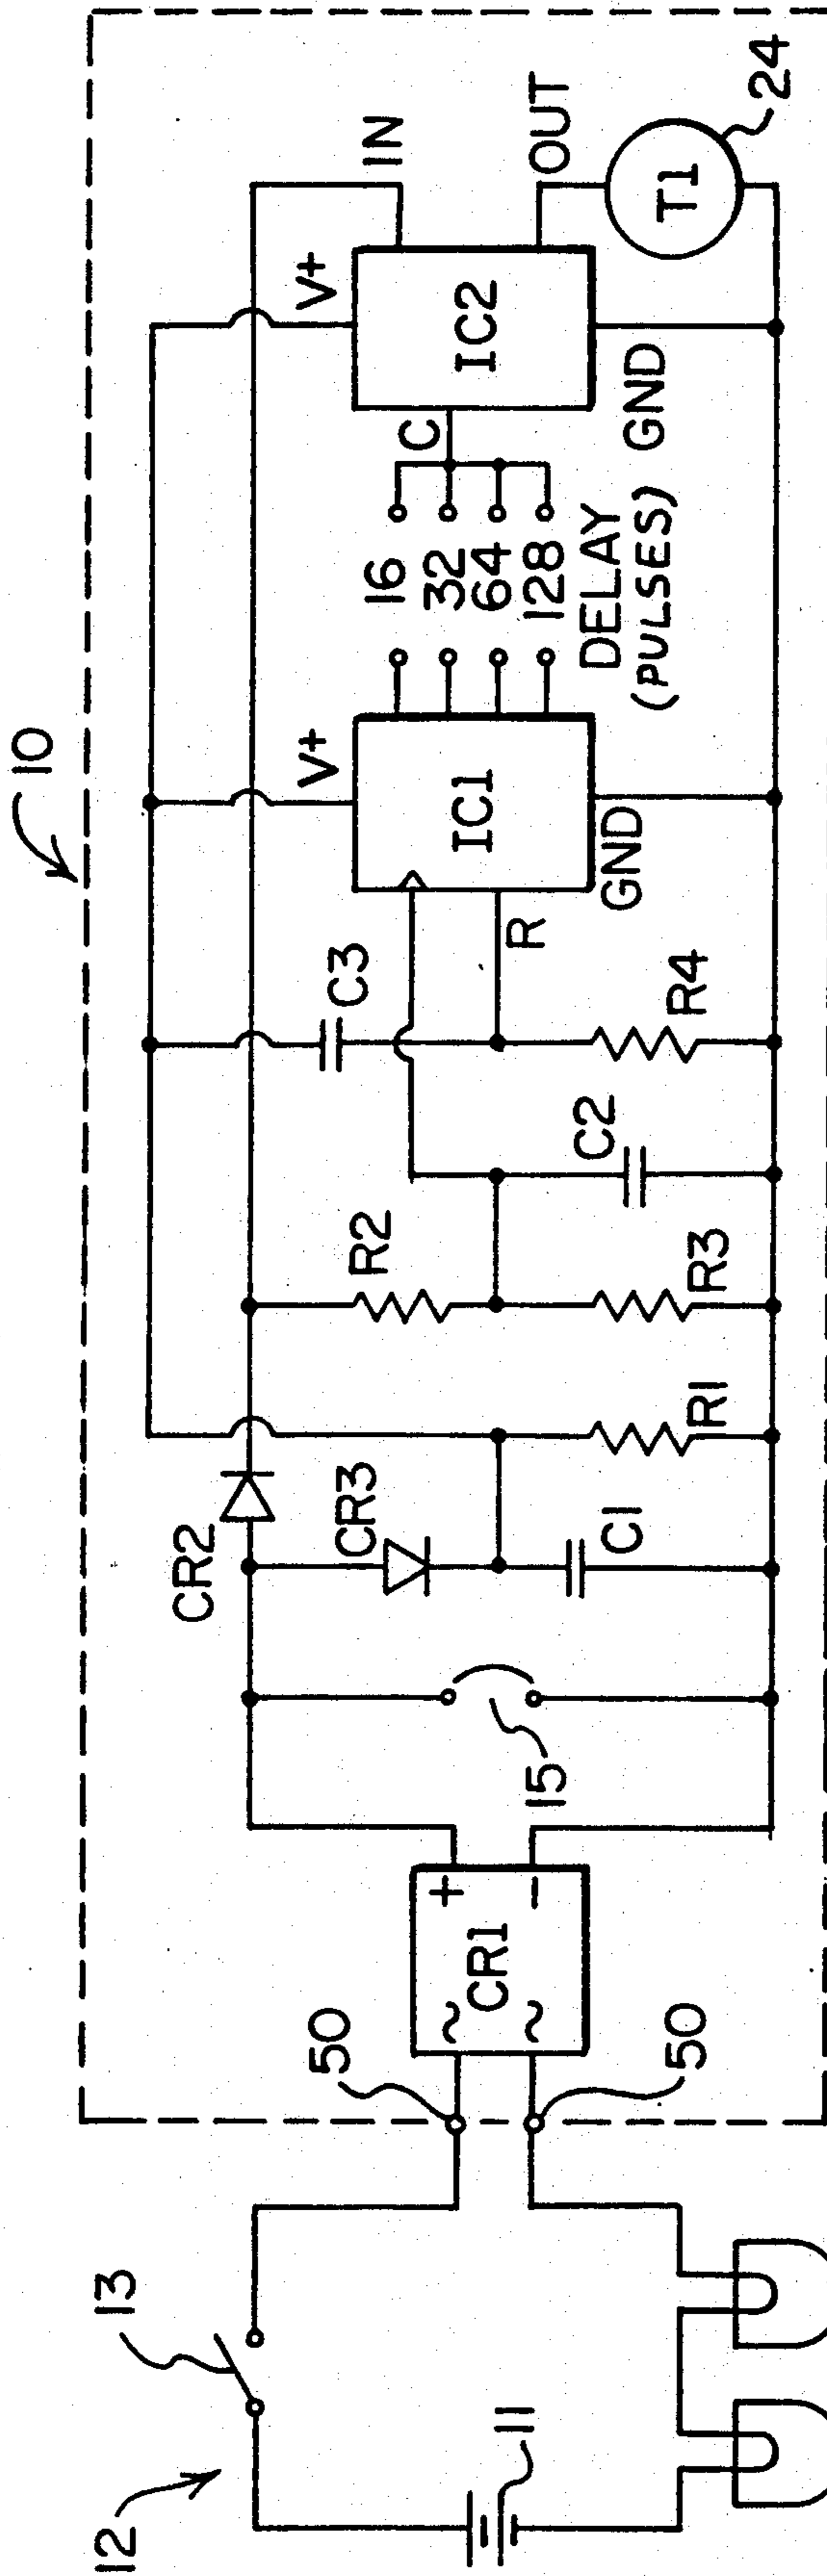 10
12
13
11
50
50
CR1
~
~
+
−
15
CR2
CR3
C1
R1
R2
R3
C2
C3
R4
R
V+
IC1
GND
16
32
64
128
DELAY
(PULSES)
C
V+
IC2
GND
IN
OUT
T1
24